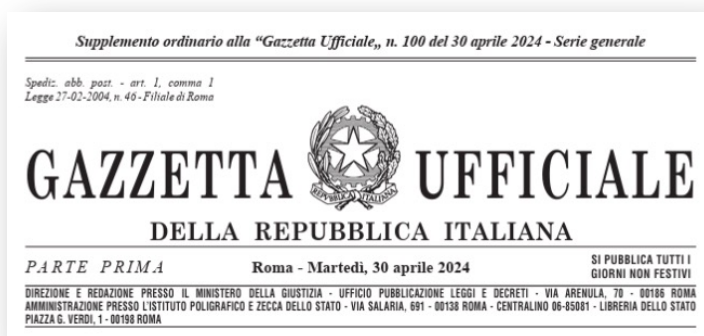 Supplemento ordinario alla “Gazzetta Ufficiale„ n. 100 del 30 aprile 2024 - Serie generale
Spediz. abb. post. - art. 1, comma 1
Legge 27-02-2004, n. 46 - Filiale di Roma
GAZZETTA UFFICIALE
REPVBBLICA ITALIANA
DELLA REPUBBLICA ITALIANA
PARTE PRIMA
Roma - Martedì, 30 aprile 2024
SI PUBBLICA TUTTI I
GIORNI NON FESTIVI
DIREZIONE E REDAZIONE PRESSO IL MINISTERO DELLA GIUSTIZIA - UFFICIO PUBBLICAZIONE LEGGI E DECRETI - VIA ARENULA, 70 - 00186 ROMA
AMMINISTRAZIONE PRESSO L'ISTITUTO POLIGRAFICO E ZECCA DELLO STATO - VIA SALARIA, 691 - 00138 ROMA - CENTRALINO 06-85081 - LIBRERIA DELLO STATO
PIAZZA G. VERDI, 1 - 00198 ROMA